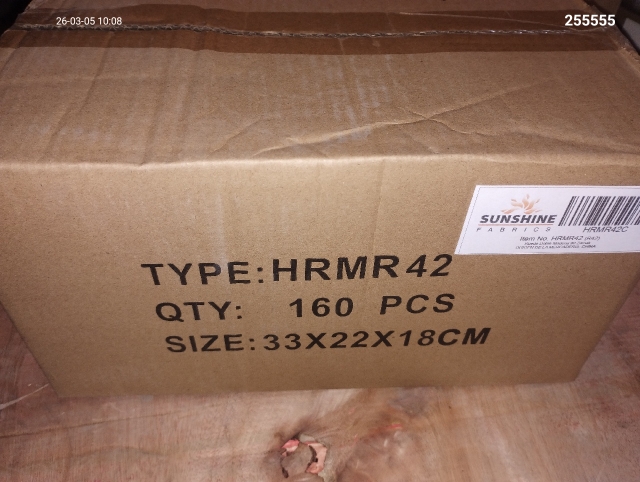 26-03-05 10:08
255555
SUNSHINE
FABRICS
HRMR42C
Item No. HRMR42
TYPE:HRMR42
QTY: 160 PCS
SIZE:33X22X18CM